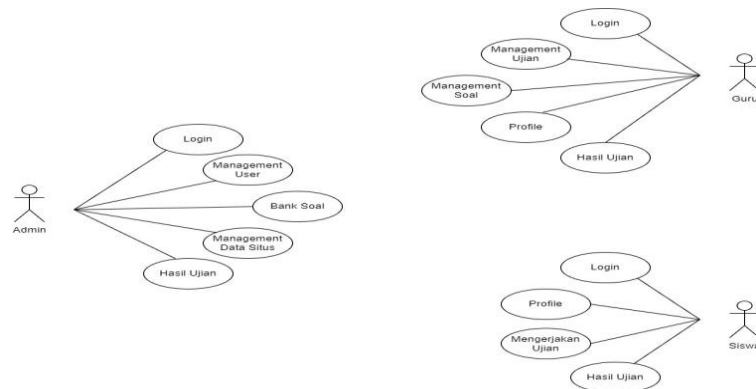 Login
Management
User
Bank Soal
Management
Data Situs
Hasil Ujian
Admin
Login
Management
Ujian
Management
Soal
Profile
Hasil Ujian
Guru
Login
Profile
Mengerjakan
Ujian
Hasil Ujian
Siswa